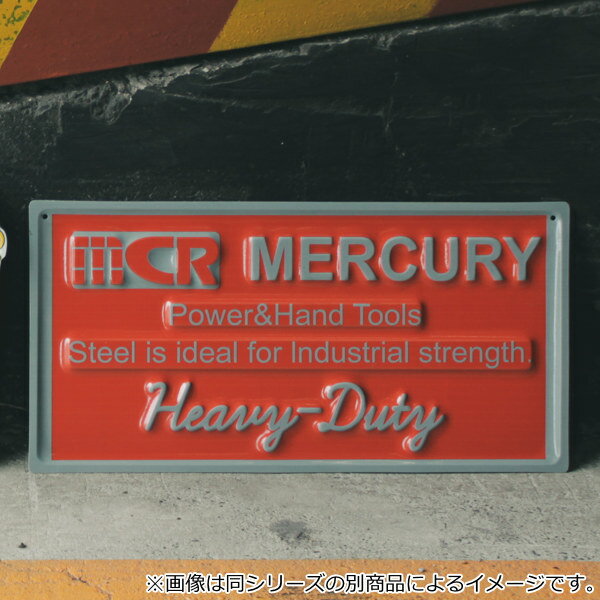 MCR MERCURY
Power&Hand Tools
Steel is ideal for Industrial strength.
Heavy-Duty
※画像は同シリーズの別商品によるイメージです。